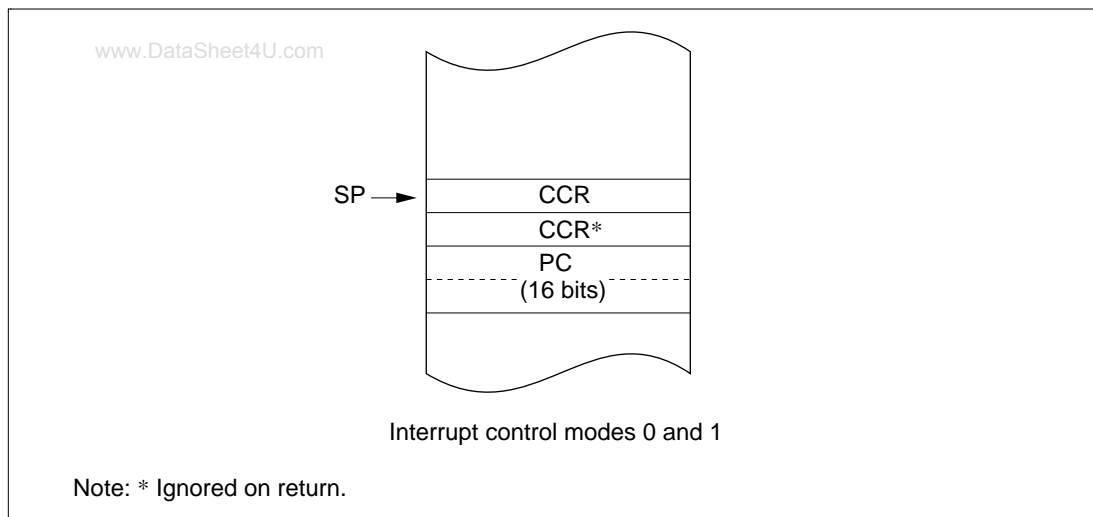 www.DataSheet4U.com
SP
CCR
CCR*
PC
(16 bits)
Interrupt control modes 0 and 1
Note: * Ignored on return.